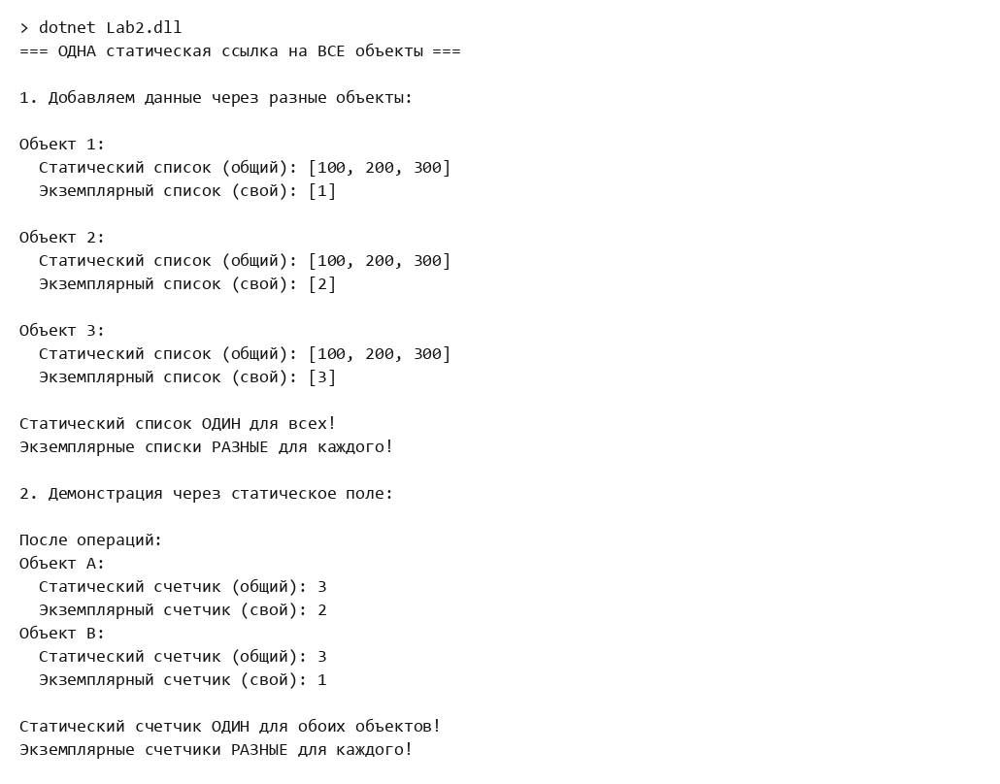 > dotnet Lab2.dll
=== ОДНА статическая ссылка на ВСЕ объекты ===
1. Добавляем данные через разные объекты:
Объект 1:
Статический список (общий): [100, 200, 300]
Экземплярный список (свой): [1]
Объект 2:
Статический список (общий): [100, 200, 300]
Экземплярный список (свой): [2]
Объект 3:
Статический список (общий): [100, 200, 300]
Экземплярный список (свой): [3]
Статический список ОДИН для всех!
Экземплярные списки РАЗНЫЕ для каждого!
2. Демонстрация через статическое поле:
После операций:
Объект A:
Статический счетчик (общий): 3
Экземплярный счетчик (свой): 2
Объект B:
Статический счетчик (общий): 3
Экземплярный счетчик (свой): 1
Статический счетчик ОДИН для обоих объектов!
Экземплярные счетчики РАЗНЫЕ для каждого!